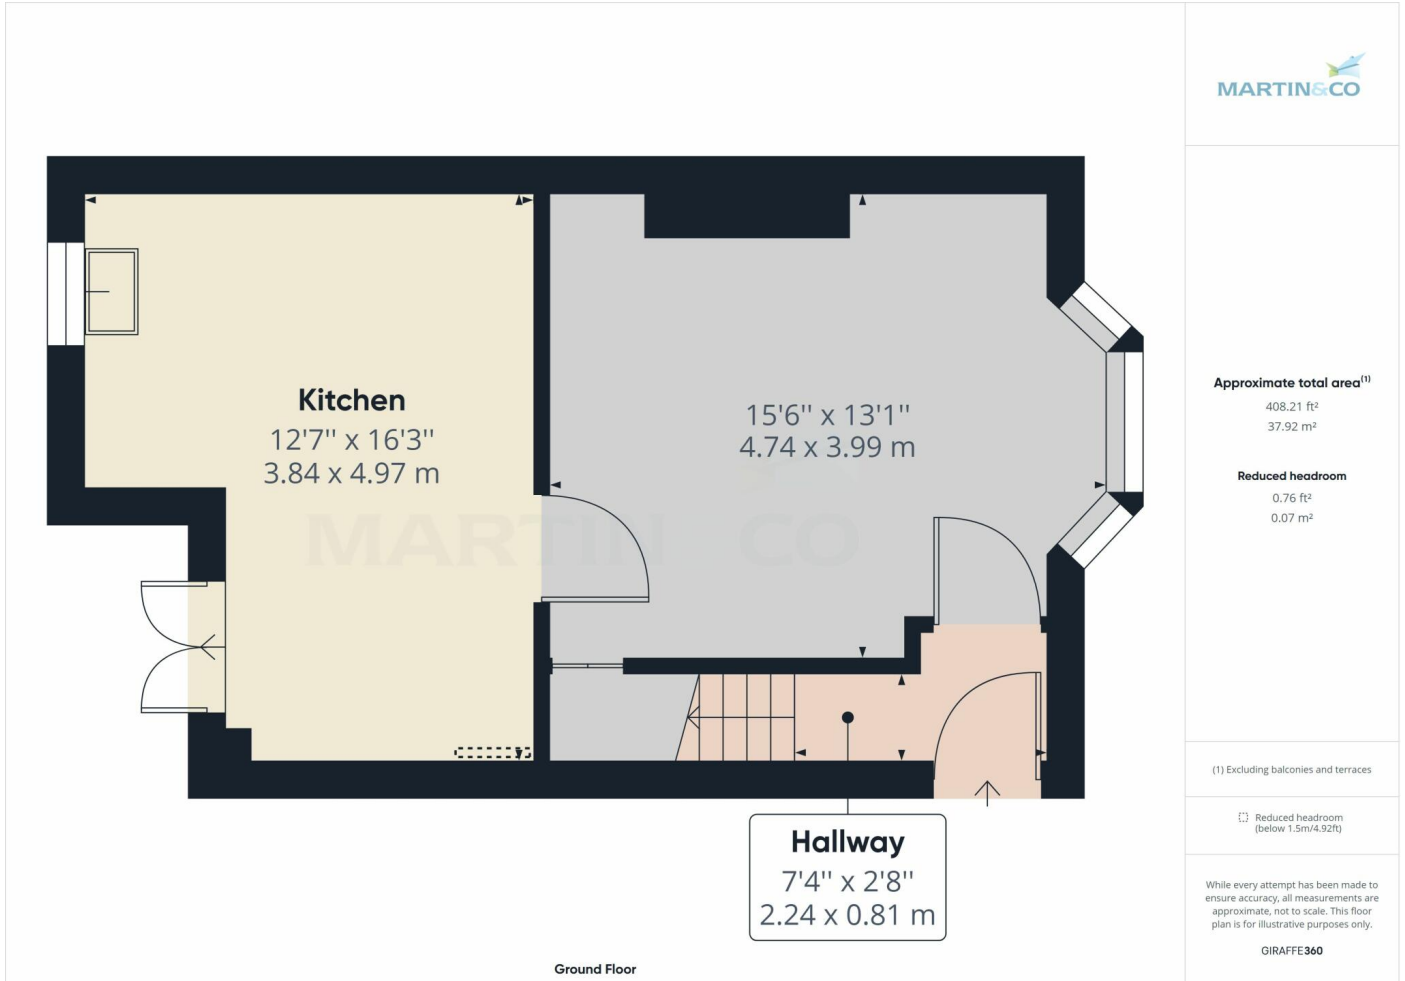 MARTIN&CO
Kitchen
12'7" x 16'3"
3.84 x 4.97 m
15'6" x 13'1"
4.74 x 3.99 m
MARTIN CO
Hallway
7'4" x 2'8"
2.24 x 0.81 m
Ground Floor
Approximate total area(1)
408.21 ft²
37.92 m²
Reduced headroom
0.76 ft²
0.07 m²
(1) Excluding balconies and terraces
Reduced headroom
(below 1.5m/4.92ft)
While every attempt has been made to
ensure accuracy, all measurements are
approximate, not to scale. This floor
plan is for illustrative purposes only.
GIRAFFE360